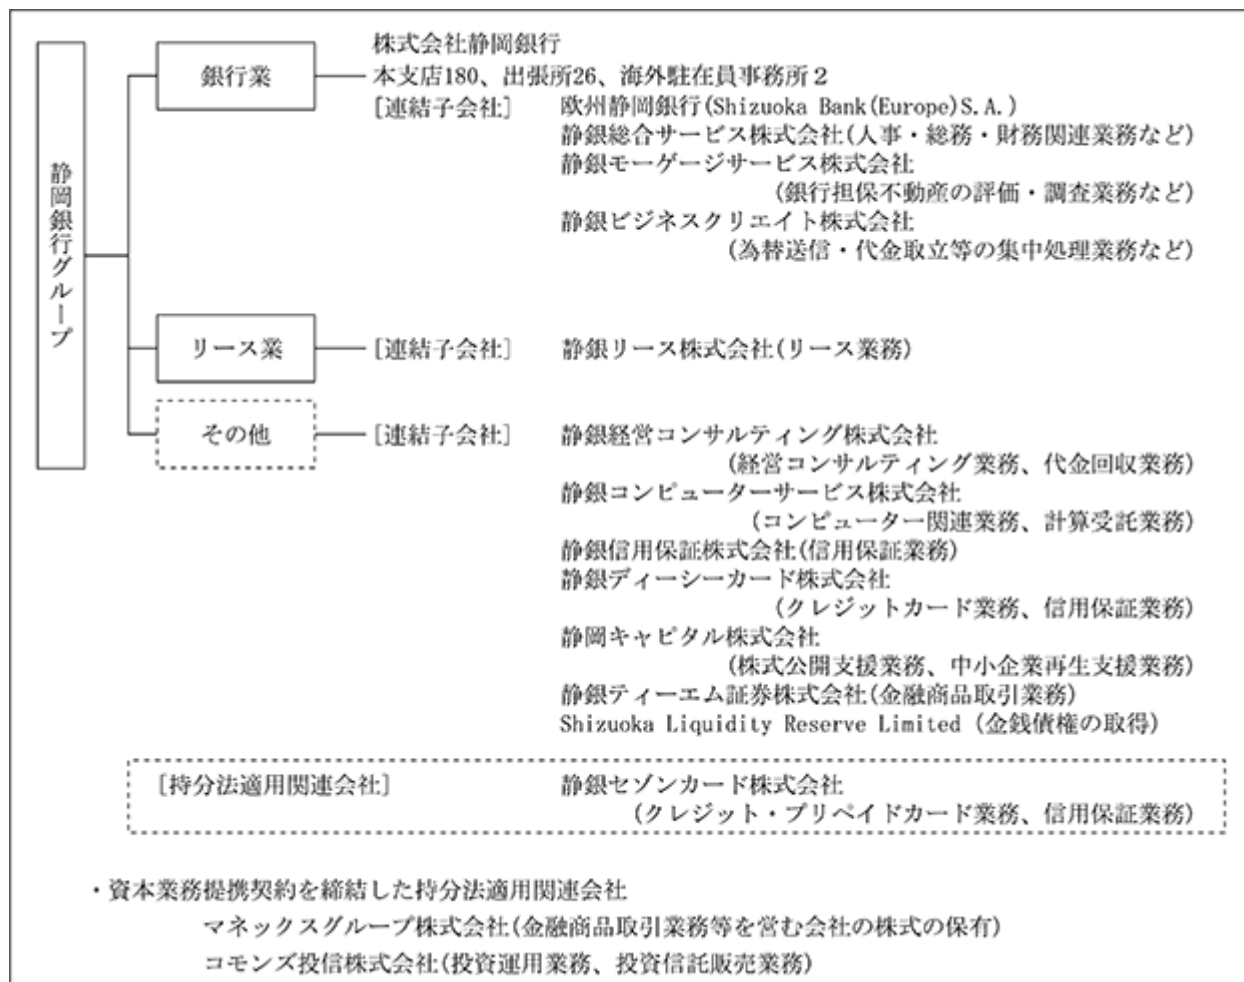 静岡銀行グループ
銀行業
株式会社静岡銀行
本支店180、出張所26、海外駐在員事務所2
[連結子会社] 欧州静岡銀行(Shizuoka Bank(Europe)S.A.)
静銀総合サービス株式会社(人事・総務・財務関連業務など)
静銀モーゲージサービス株式会社
(銀行担保不動産の評価・調査業務など)
静銀ビジネスクリエイト株式会社
(為替送信・代金取立等の集中処理業務など)
リース業 [連結子会社] 静銀リース株式会社(リース業務)
その他 [連結子会社] 静銀経営コンサルティング株式会社
(経営コンサルティング業務、代金回収業務)
静銀コンピューターサービス株式会社
(コンピューター関連業務、計算受託業務)
静銀信用保証株式会社(信用保証業務)
静銀ディーシーカード株式会社
(クレジットカード業務、信用保証業務)
静岡キャピタル株式会社
(株式公開支援業務、中小企業再生支援業務)
静銀ティーエム証券株式会社(金融商品取引業務)
Shizuoka Liquidity Reserve Limited (金銭債権の取得)
[持分法適用関連会社] 静銀セゾンカード株式会社
(クレジット・プリペイドカード業務、信用保証業務)
・資本業務提携契約を締結した持分法適用関連会社
マネックスグループ株式会社(金融商品取引業務等を営む会社の株式の保有)
コモンズ投信株式会社(投資運用業務、投資信託販売業務)